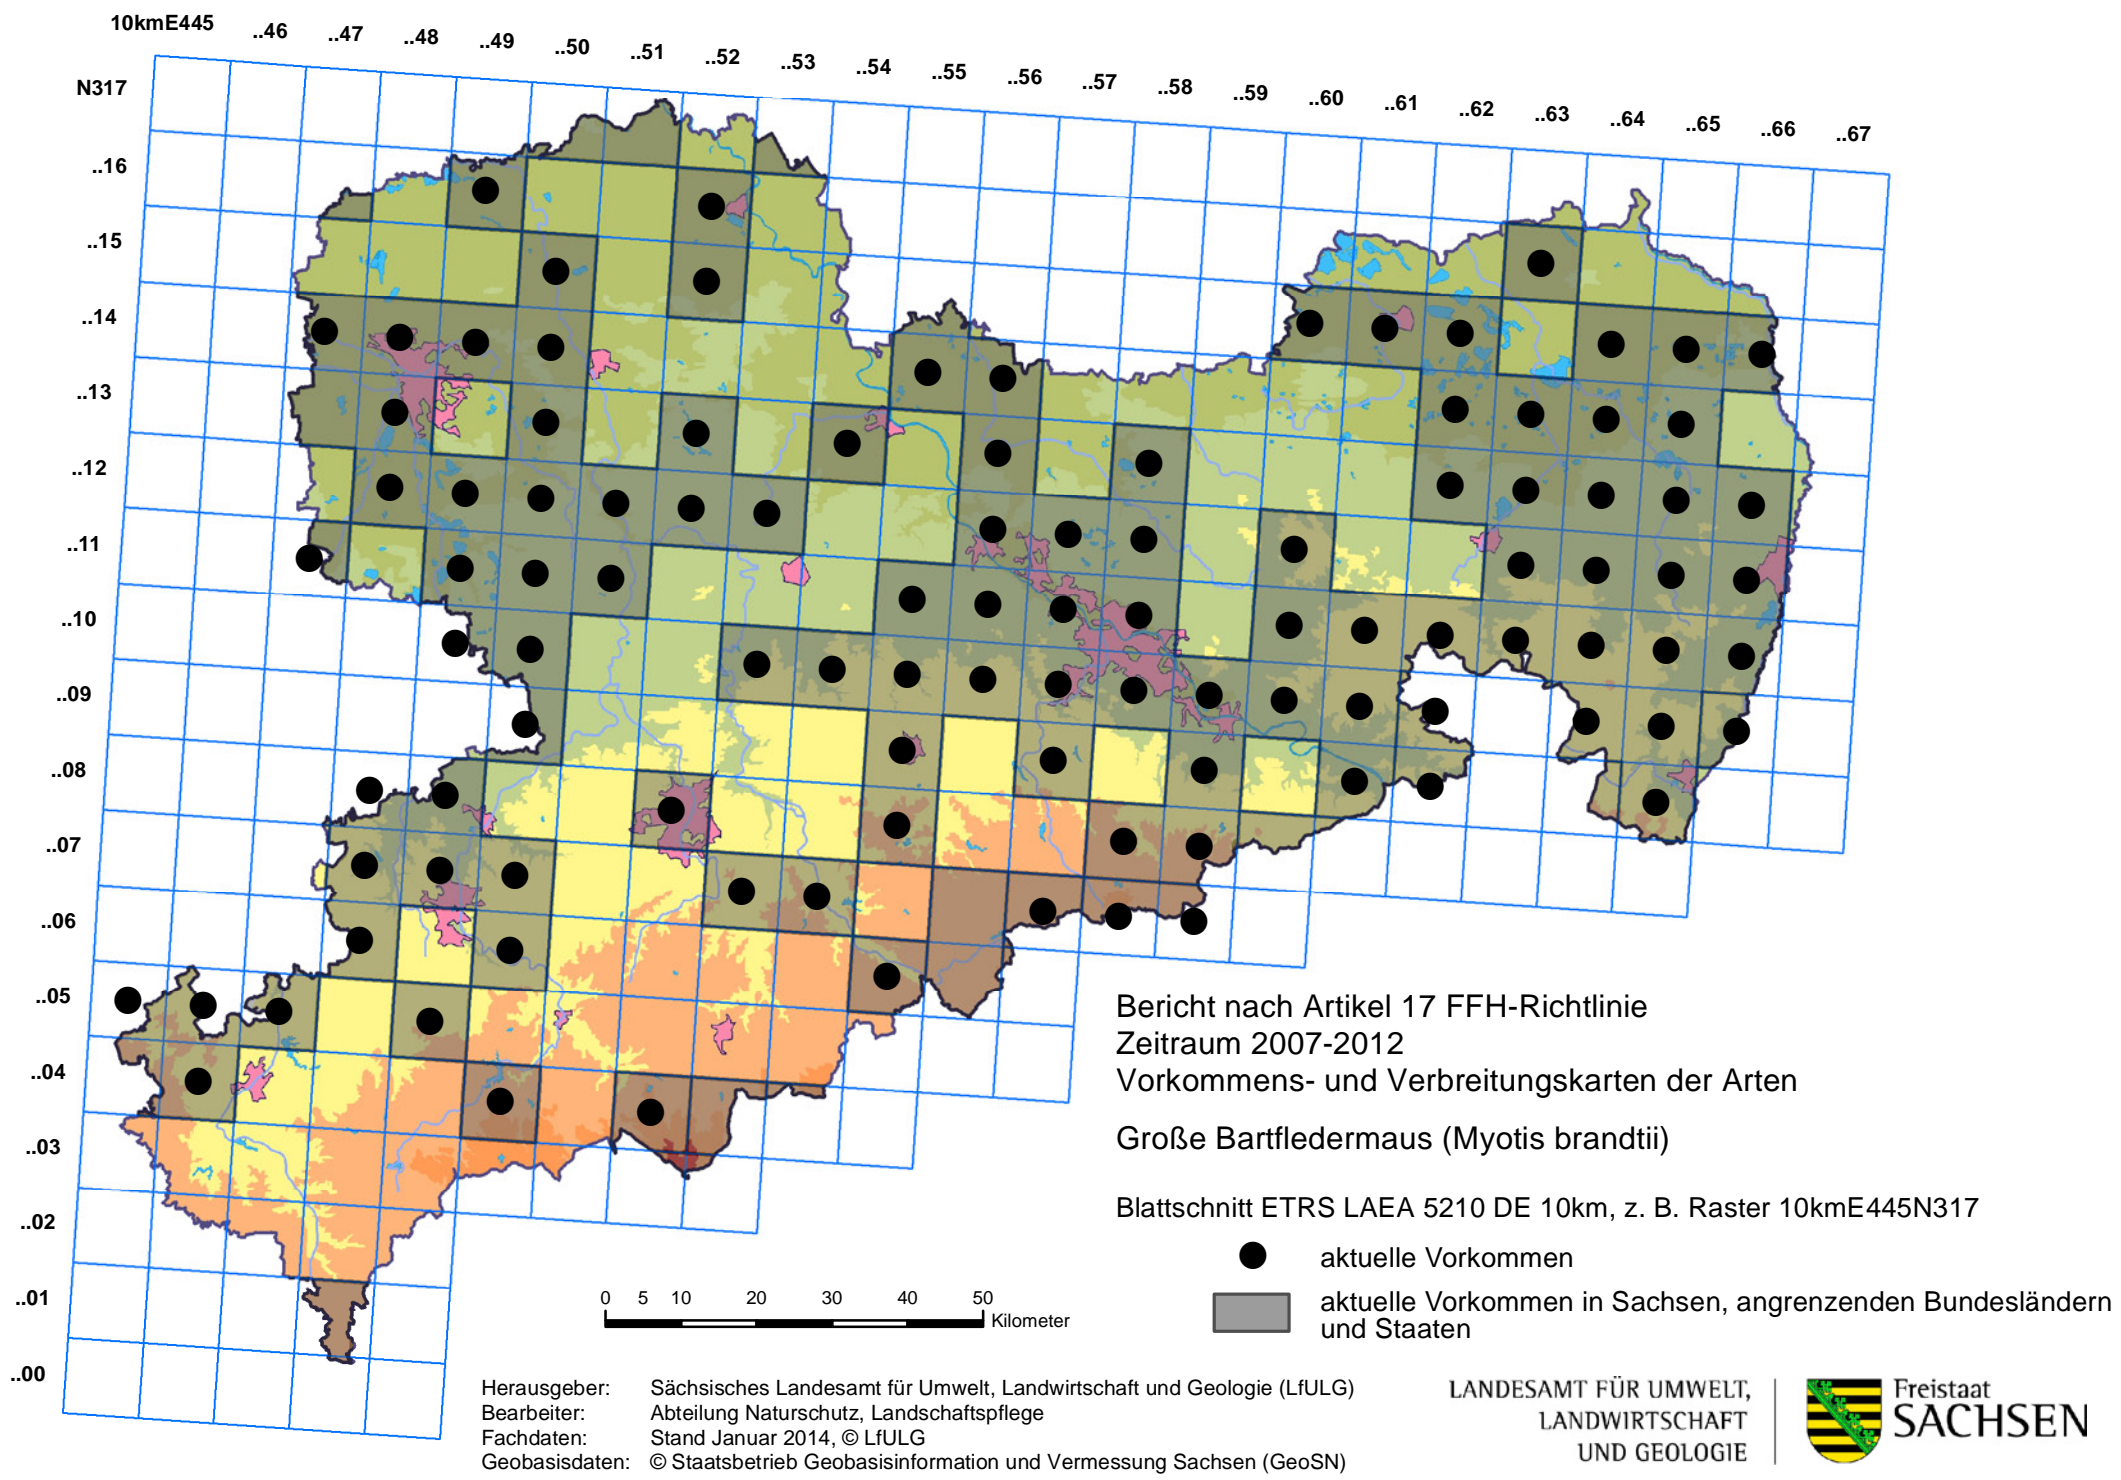 10kmE445 ..46 ..47 ..48 ..49 ..50 ..51 ..52 ..53 ..54 ..55 ..56 ..57 ..58 ..59 ..60 ..61 ..62 ..63 ..64 ..65 ..66 ..67
N317
..16
..15
..14
..13
..12
..11
..10
..09
..08
..07
..06
..05
..04
..03
..02
..01
..00
Bericht nach Artikel 17 FFH-Richtlinie
Zeitraum 2007-2012
Vorkommens- und Verbreitungskarten der Arten
Große Bartfledermaus (Myotis brandtii)
Blattschnitt ETRS LAEA 5210 DE 10km, z. B. Raster 10kmE445N317
aktuelle Vorkommen
aktuelle Vorkommen in Sachsen, angrenzenden Bundesländern
und Staaten
0 5 10 20 30 40 50
Kilometer
Herausgeber: Sächsisches Landesamt für Umwelt, Landwirtschaft und Geologie (LfULG)
Bearbeiter: Abteilung Naturschutz, Landschaftspflege
Fachdaten: Stand Januar 2014, © LfULG
Geobasisdaten: © Staatsbetrieb Geobasisinformation und Vermessung Sachsen (GeoSN)
LANDESAMT FÜR UMWELT,
LANDWIRTSCHAFT
UND GEOLOGIE
Freistaat
SACHSEN